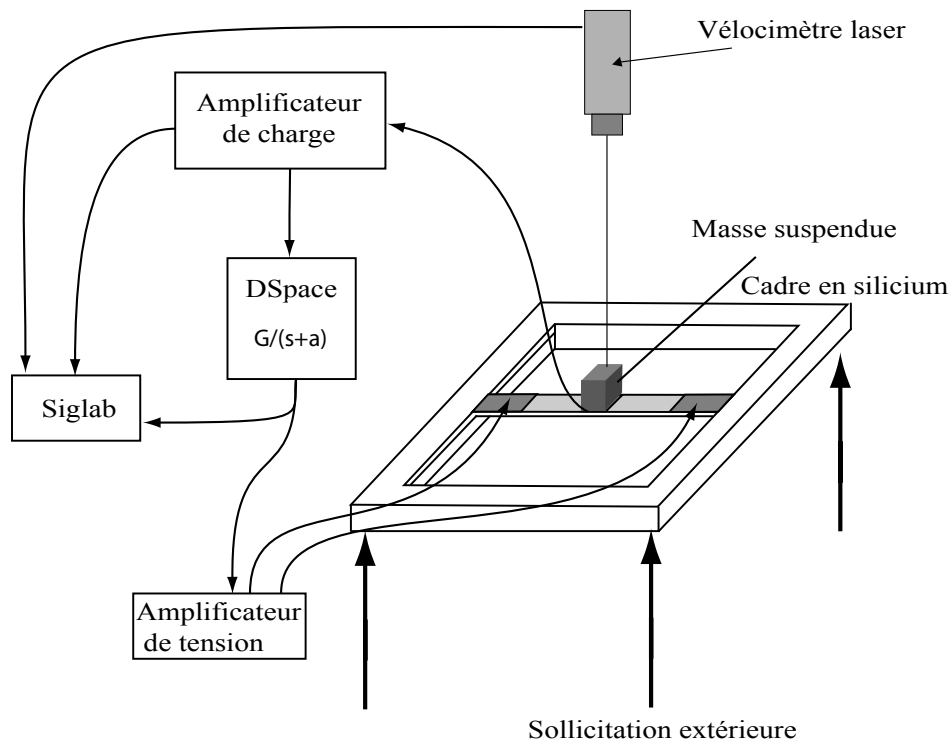 Vélocimètre laser
Amplificateur
de charge
Masse suspendue
Cadre en silicium
DSpace
G/(s+a)
Siglab
Amplificateur
de tension
Sollicitation extérieure